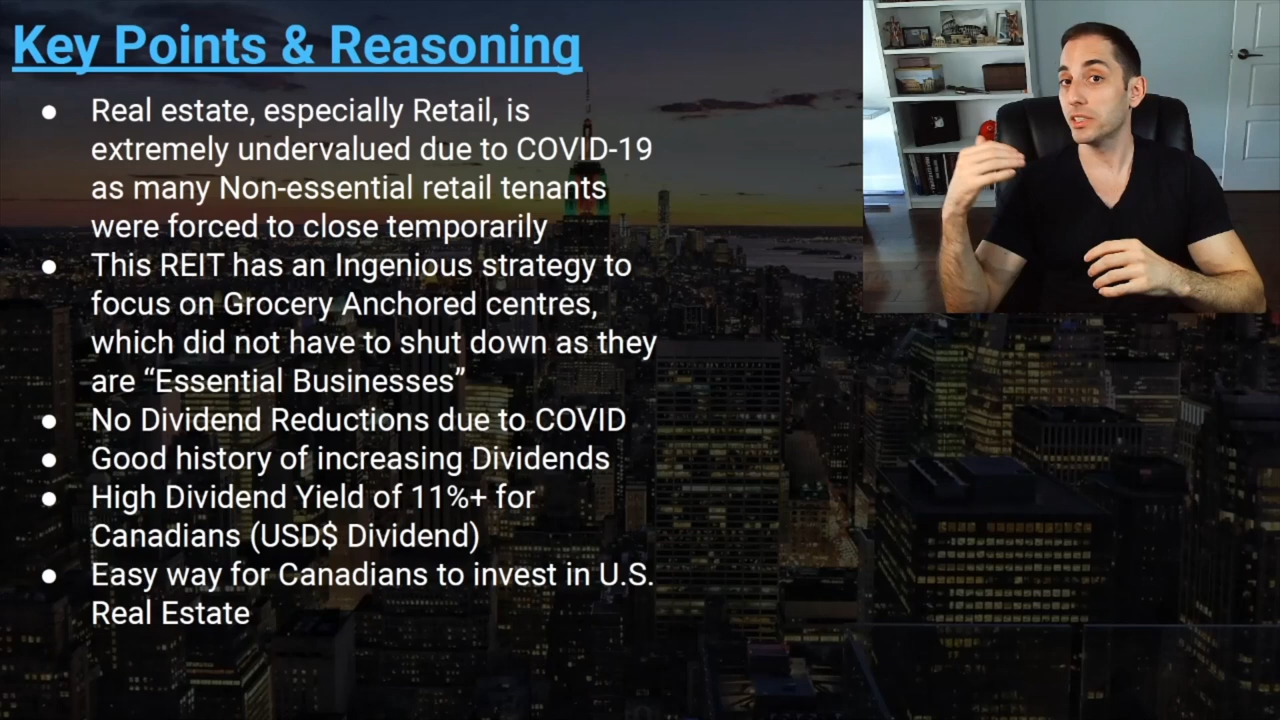 Key Points & Reasoning
● Real estate, especially Retail, is
extremely undervalued due to COVID-19
as many Non-essential retail tenants
were forced to close temporarily
● This REIT has an Ingenious strategy to
focus on Grocery Anchored centres,
which did not have to shut down as they
are “Essential Businesses”
● No Dividend Reductions due to COVID
● Good history of increasing Dividends
● High Dividend Yield of 11%+ for
Canadians (USD$ Dividend)
● Easy way for Canadians to invest in U.S.
Real Estate